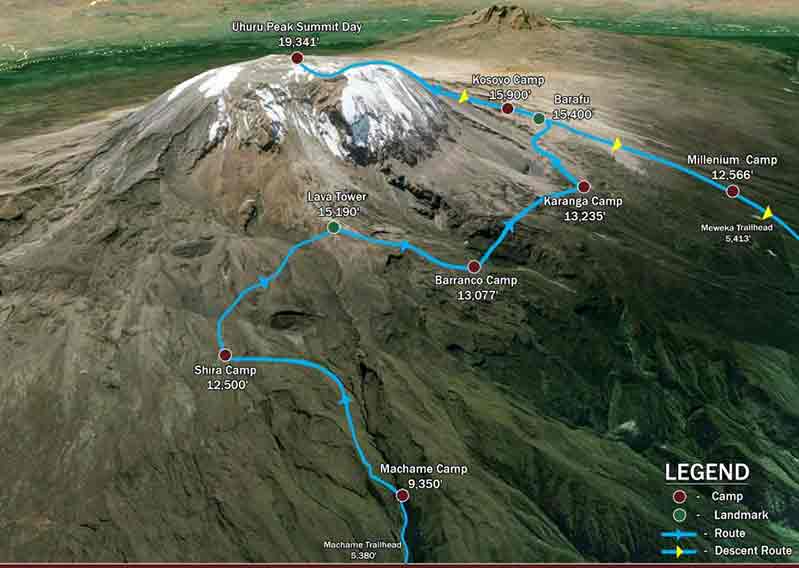 Uhuru Peak Summit Day
19,341'
Kosovo Camp
15,900'
Barafu
15,400'
Millenium Camp
12,566'
Karanga Camp
13,235'
Meweka Trailhead
5,413'
Lava Tower
15,190'
Barranco Camp
13,077'
Shira Camp
12,500'
Machame Camp
9,350'
Machame Trailhead
5,380'
LEGEND
- Camp
- Landmark
- Route
- Descent Route